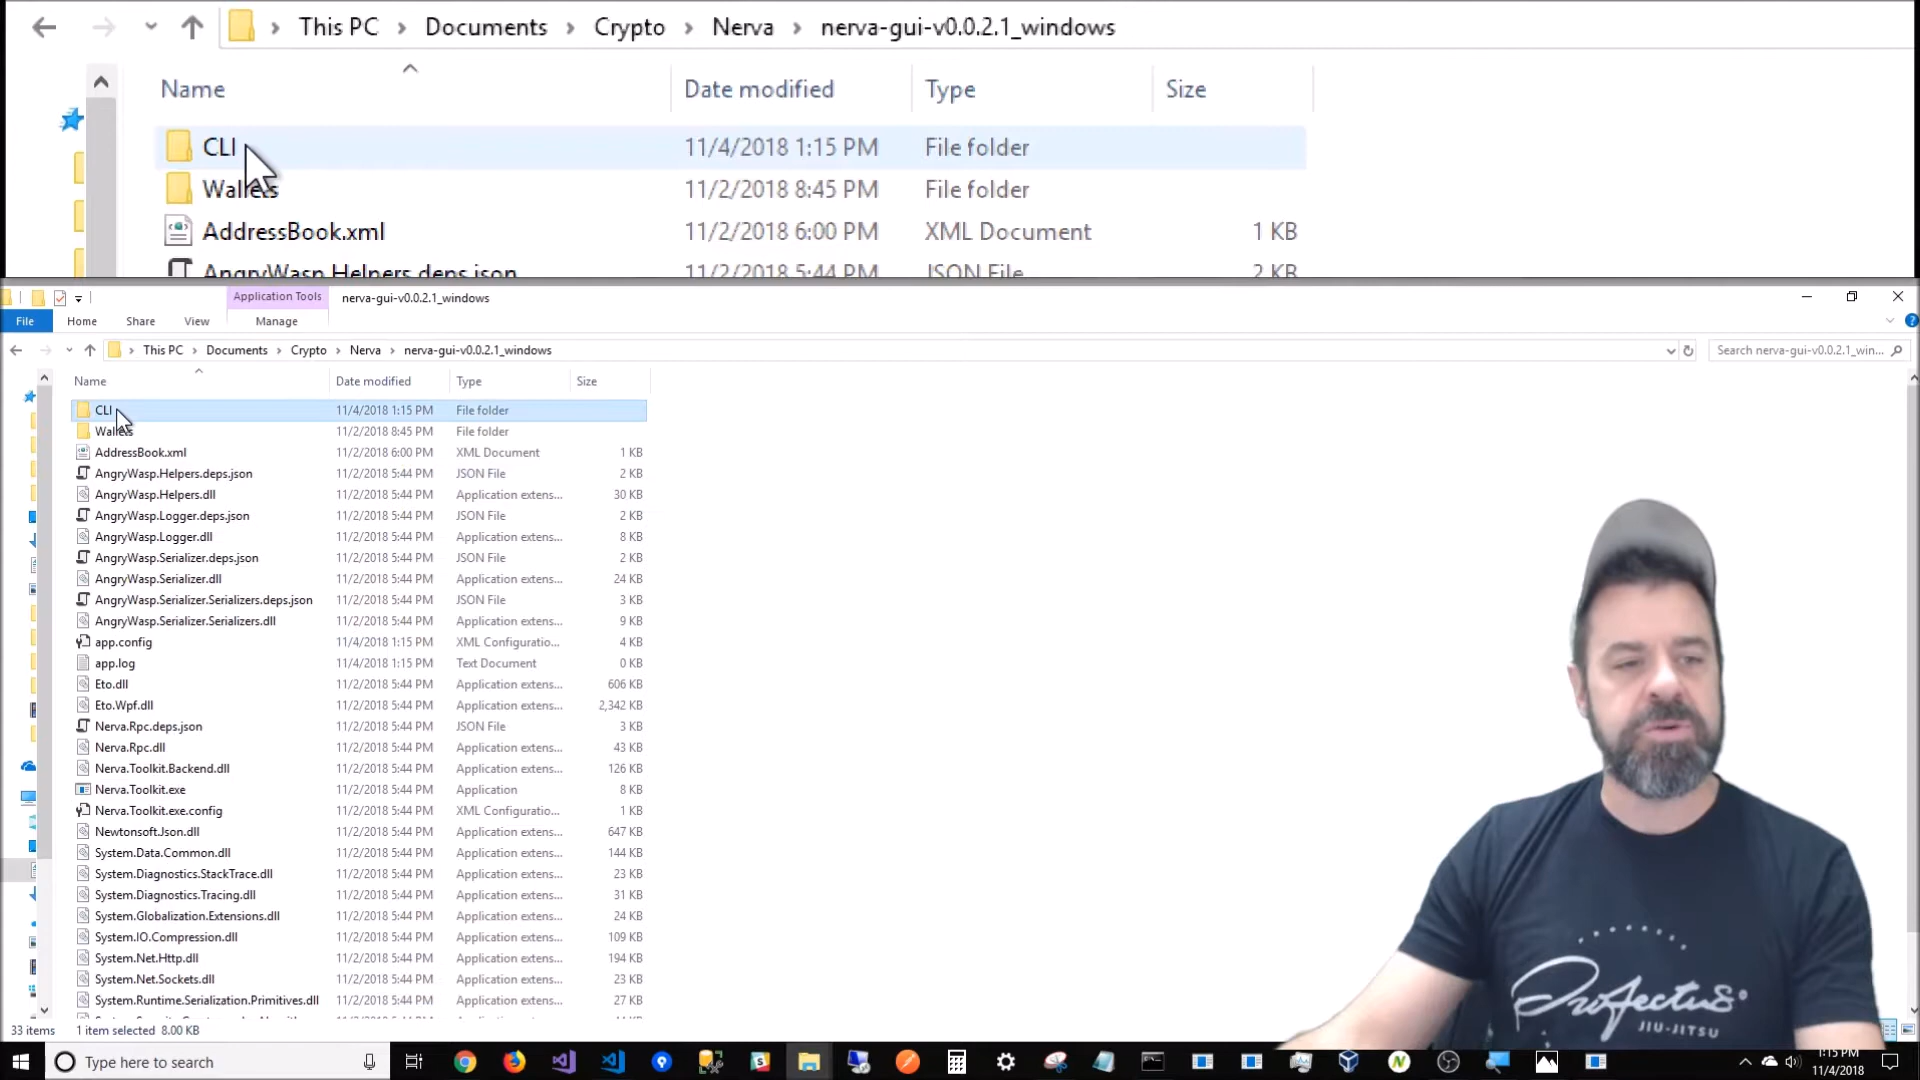 This PC > Documents > Crypto > Nerva > nerva-gui-v0.0.2.1_windows
Name Date modified Type Size
CLI 11/4/2018 1:15 PM File folder
Wallets 11/2/2018 8:45 PM File folder
AddressBook.xml 11/2/2018 6:00 PM XML Document 1 KB
AngryWasp.Helpers.deps.json 11/2/2018 5:44 PM JSON File 2 KB
Application Tools nerva-gui-v0.0.2.1_windows
File Home Share View Manage
This PC > Documents > Crypto > Nerva > nerva-gui-v0.0.2.1_windows Search nerva-gui-v0.0.2.1_win...
Name Date modified Type Size
CLI 11/4/2018 1:15 PM File folder
Wallets 11/2/2018 8:45 PM File folder
AddressBook.xml 11/2/2018 6:00 PM XML Document 1 KB
AngryWasp.Helpers.deps.json 11/2/2018 5:44 PM JSON File 2 KB
AngryWasp.Helpers.dll 11/2/2018 5:44 PM Application extens... 30 KB
AngryWasp.Logger.deps.json 11/2/2018 5:44 PM JSON File 2 KB
AngryWasp.Logger.dll 11/2/2018 5:44 PM Application extens... 8 KB
AngryWasp.Serializer.deps.json 11/2/2018 5:44 PM JSON File 2 KB
AngryWasp.Serializer.dll 11/2/2018 5:44 PM Application extens... 24 KB
AngryWasp.Serializer.Serializers.deps.json 11/2/2018 5:44 PM JSON File 3 KB
AngryWasp.Serializer.Serializers.dll 11/2/2018 5:44 PM Application extens... 9 KB
app.config 11/4/2018 1:15 PM XML Configuratio... 4 KB
app.log 11/4/2018 1:15 PM Text Document 0 KB
Eto.dll 11/2/2018 5:44 PM Application extens... 606 KB
Eto.Wpf.dll 11/2/2018 5:44 PM Application extens... 2,342 KB
Nerva.Rpc.deps.json 11/2/2018 5:44 PM JSON File 3 KB
Nerva.Rpc.dll 11/2/2018 5:44 PM Application extens... 43 KB
Nerva.Toolkit.Backend.dll 11/2/2018 5:44 PM Application extens... 126 KB
Nerva.Toolkit.exe 11/2/2018 5:44 PM Application 8 KB
Nerva.Toolkit.exe.config 11/2/2018 5:44 PM XML Configuratio... 1 KB
Newtonsoft.Json.dll 11/2/2018 5:44 PM Application extens... 647 KB
System.Data.Common.dll 11/2/2018 5:44 PM Application extens... 144 KB
System.Diagnostics.StackTrace.dll 11/2/2018 5:44 PM Application extens... 23 KB
System.Diagnostics.Tracing.dll 11/2/2018 5:44 PM Application extens... 31 KB
System.Globalization.Extensions.dll 11/2/2018 5:44 PM Application extens... 24 KB
System.IO.Compression.dll 11/2/2018 5:44 PM Application extens... 109 KB
System.Net.Http.dll 11/2/2018 5:44 PM Application extens... 194 KB
System.Net.Sockets.dll 11/2/2018 5:44 PM Application extens... 23 KB
System.Runtime.Serialization.Primitives.dll 11/2/2018 5:44 PM Application extens... 27 KB
33 items 1 item selected 8.00 KB
Profectus
JIU-JITSU
Type here to search
1:15 PM
11/4/2018